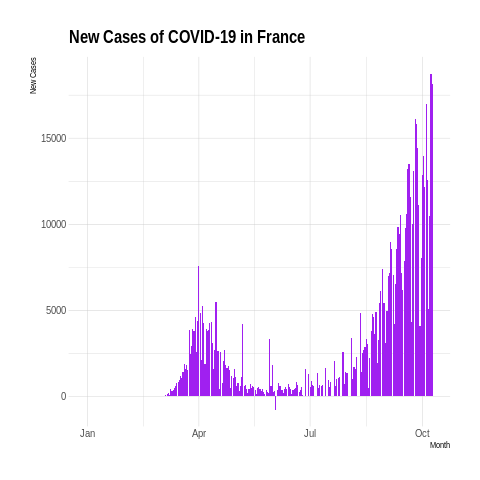 New Cases of COVID-19 in France
New Cases
15000
10000
5000
0
Jan Apr Jul Oct
Month